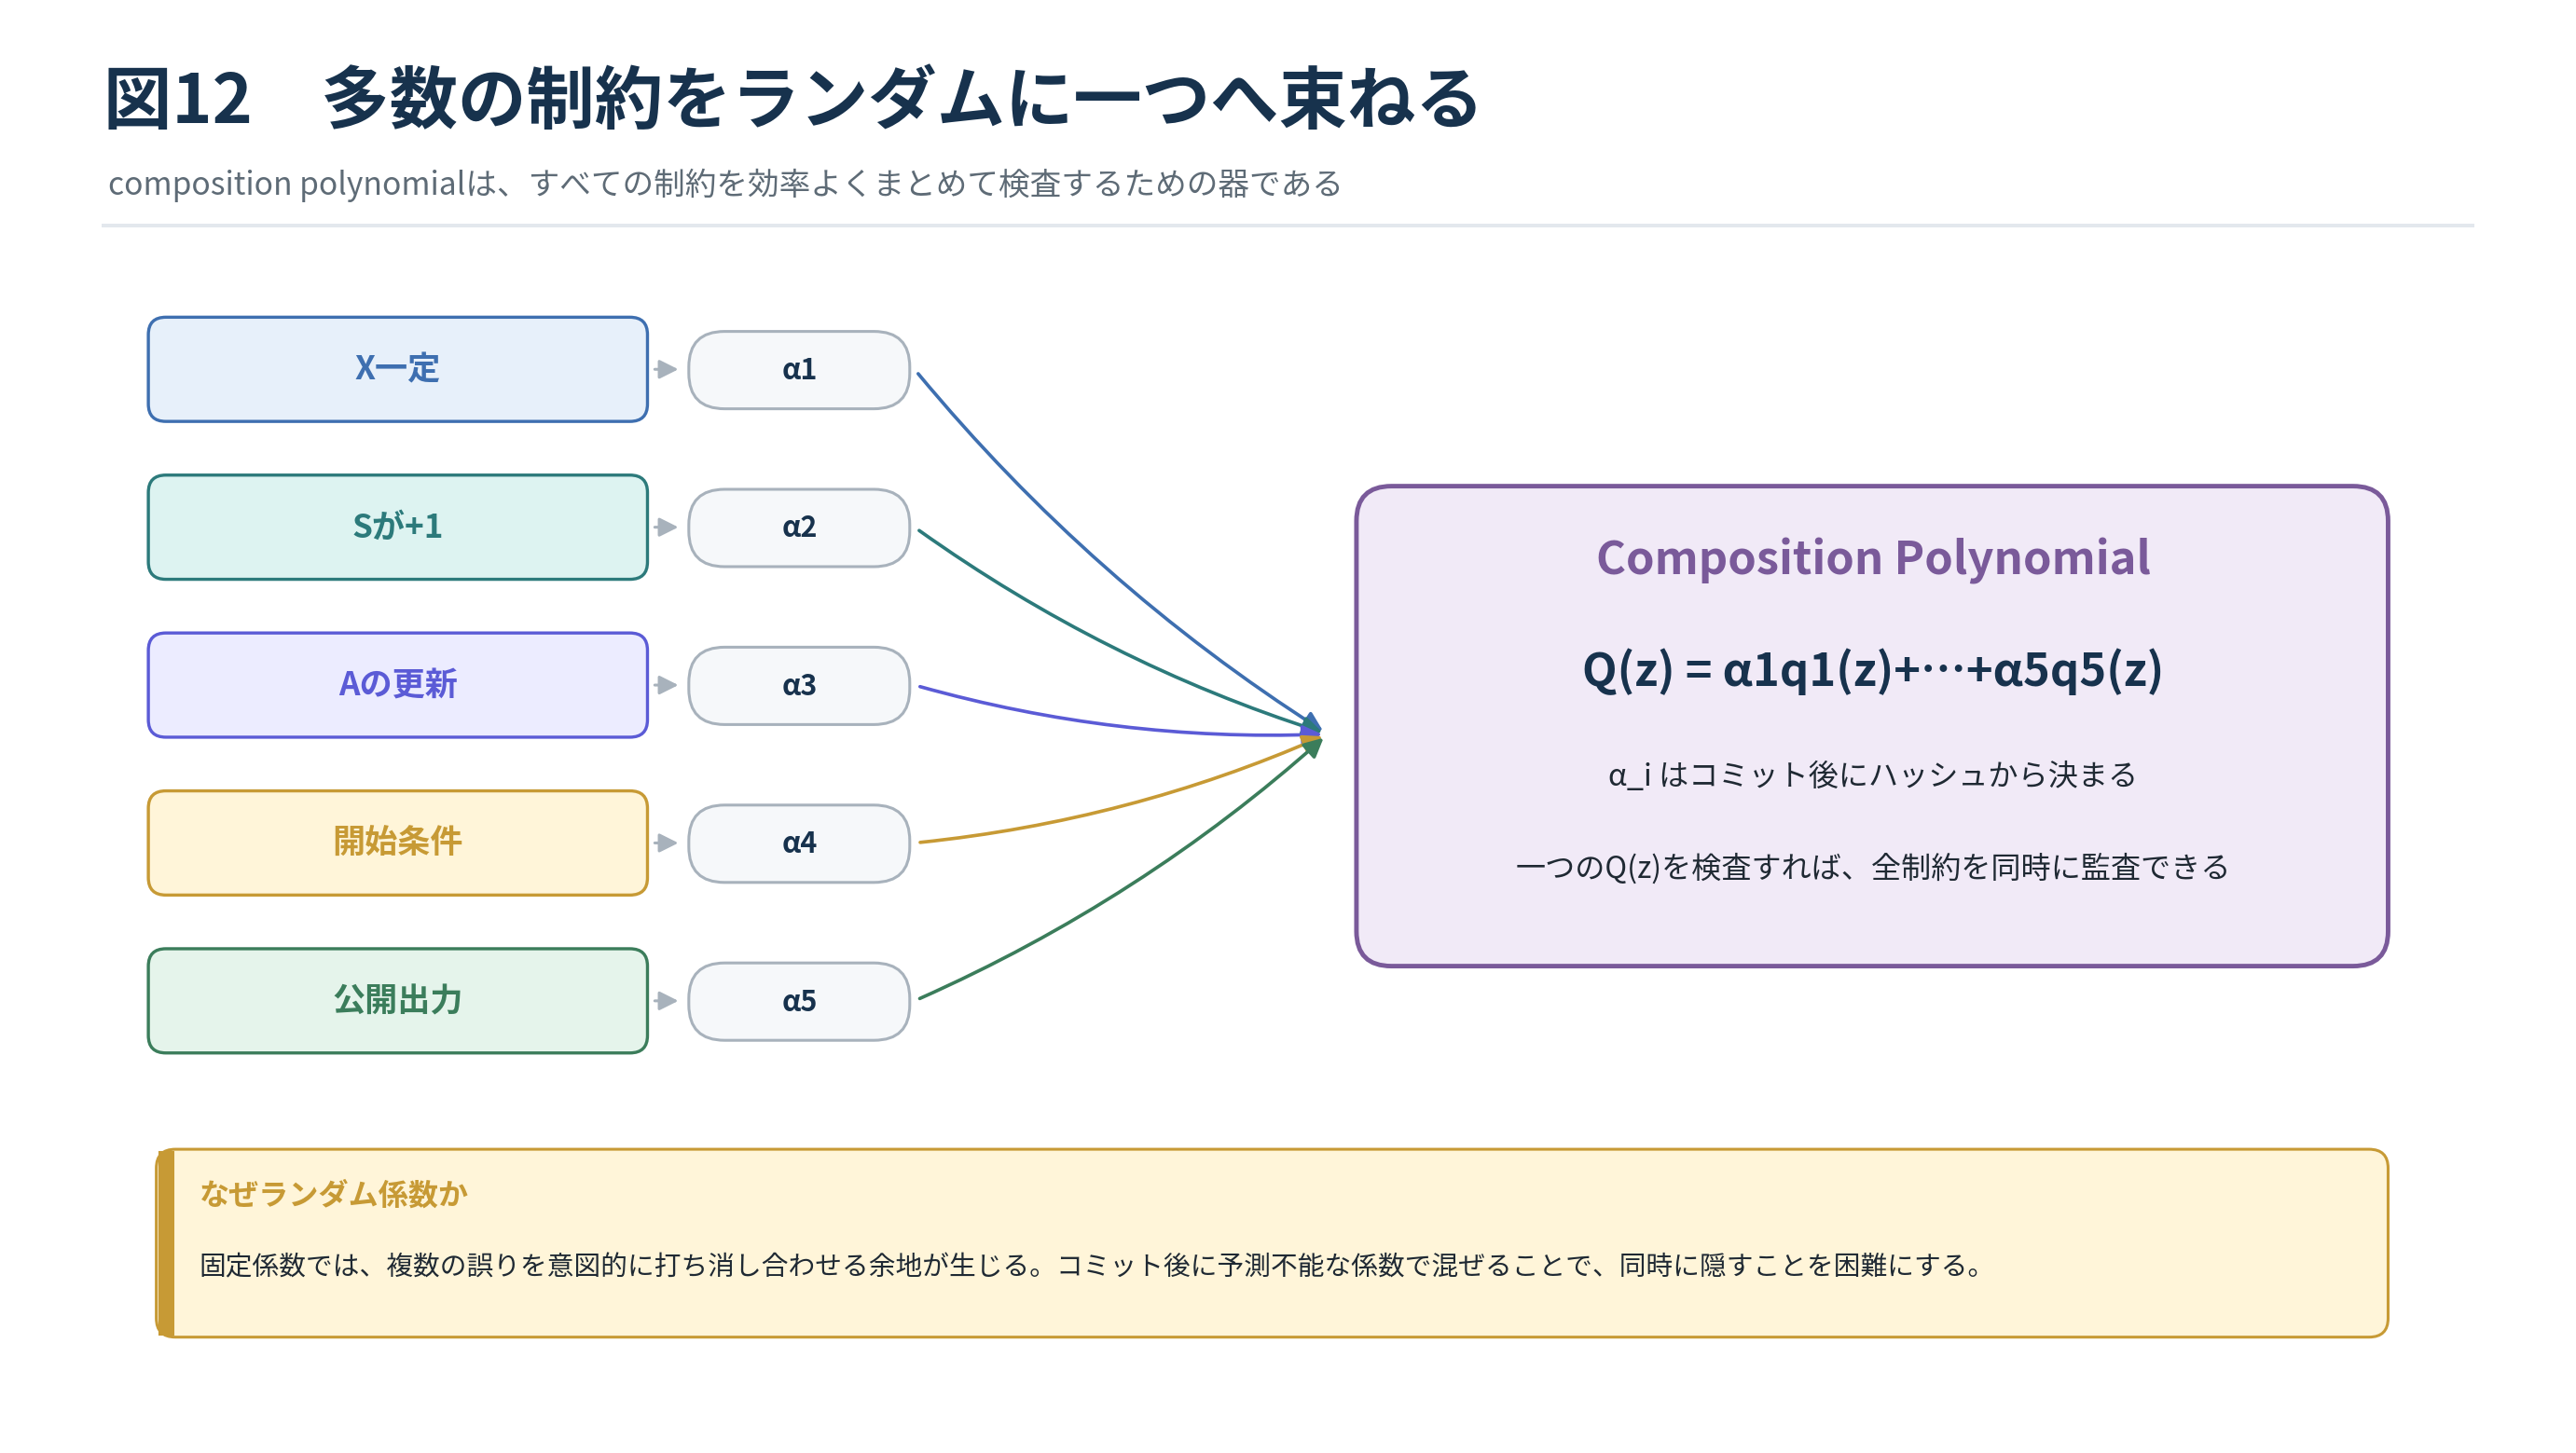 図12　多数の制約をランダムに一つへ束ねる
composition polynomialは、すべての制約を効率よくまとめて検査するための器である
X一定
α1
Sが+1
α2
Aの更新
α3
開始条件
α4
公開出力
α5
Composition Polynomial
Q(z) = α1q1(z)+⋯+α5q5(z)
α_i はコミット後にハッシュから決まる
一つのQ(z)を検査すれば、全制約を同時に監査できる
なぜランダム係数か
固定係数では、複数の誤りを意図的に打ち消し合わせる余地が生じる。コミット後に予測不能な係数で混ぜることで、同時に隠すことを困難にする。